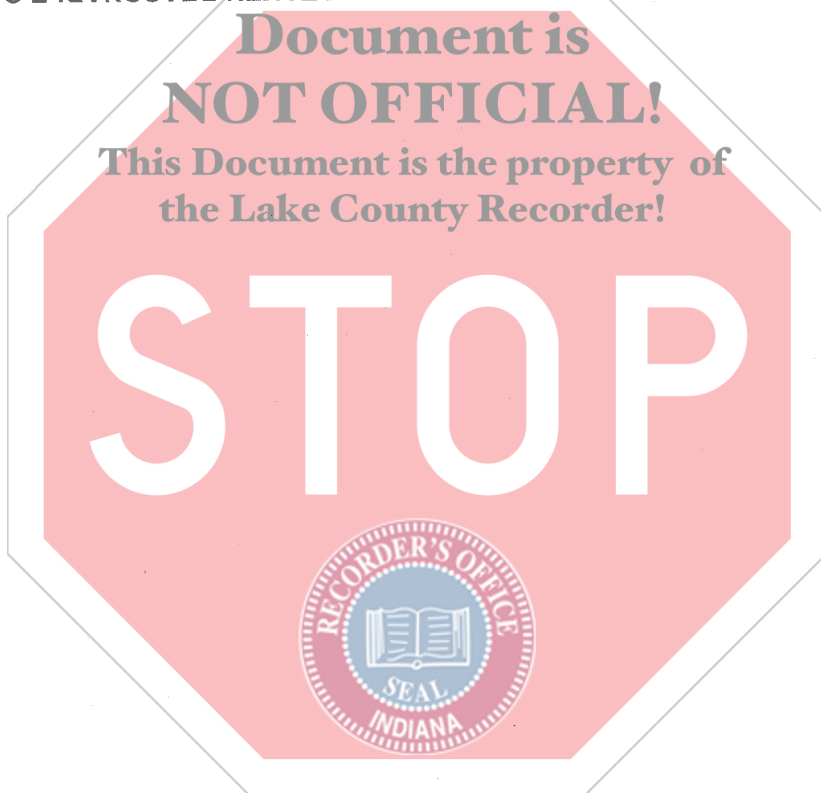 Document is
NOT OFFICIAL!
This Document is the property of
the Lake County Recorder!
STOP
RECORDER'S OFFICE
SEAL
INDIANA